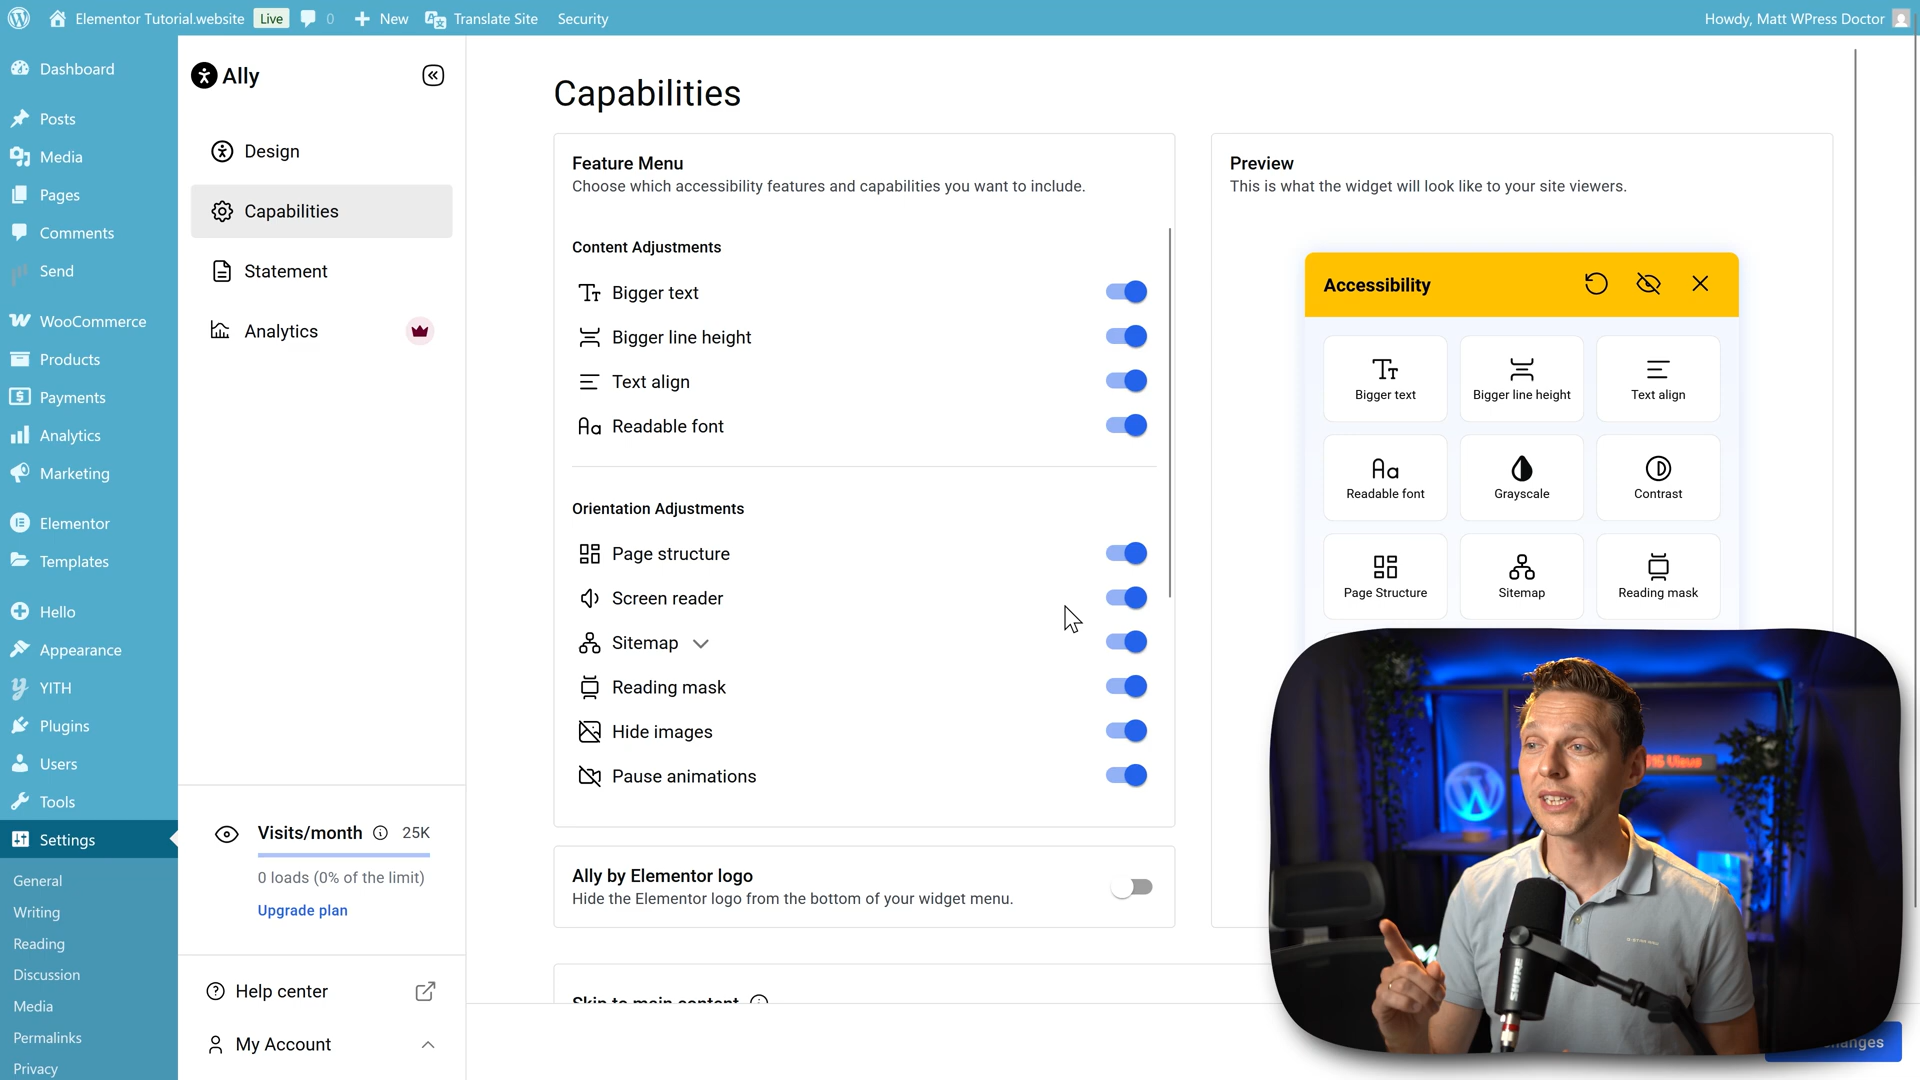 Elementor Tutorial.website
Live
0
New
Translate Site
Security
Howdy, Matt WPress Doctor
Dashboard
Posts
Media
Pages
Comments
Send
WooCommerce
Products
Payments
Analytics
Marketing
Elementor
Templates
Hello
Appearance
YITH
Plugins
Users
Tools
Settings
General
Writing
Reading
Discussion
Media
Permalinks
Privacy
Ally
Design
Capabilities
Statement
Analytics
Visits/month
25K
0 loads (0% of the limit)
Upgrade plan
Help center
My Account
Capabilities
Feature Menu
Choose which accessibility features and capabilities you want to include.
Content Adjustments
Bigger text
Bigger line height
Text align
Readable font
Orientation Adjustments
Page structure
Screen reader
Sitemap
Reading mask
Hide images
Pause animations
Ally by Elementor logo
Hide the Elementor logo from the bottom of your widget menu.
Skip to main content
Preview
This is what the widget will look like to your site viewers.
Accessibility
Bigger text
Bigger line height
Text align
Readable font
Grayscale
Contrast
Page Structure
Sitemap
Reading mask
Views
SHURE